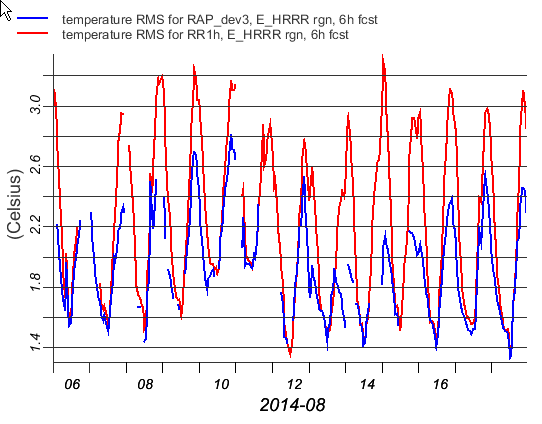 temperature RMS for RAP_dev3, E_HRRR rgn, 6h fcst
temperature RMS for RR1h, E_HRRR rgn, 6h fcst
3.0
2.6
2.2
1.8
1.4
(Celsius)
06 08 10 12 14 16
2014-08